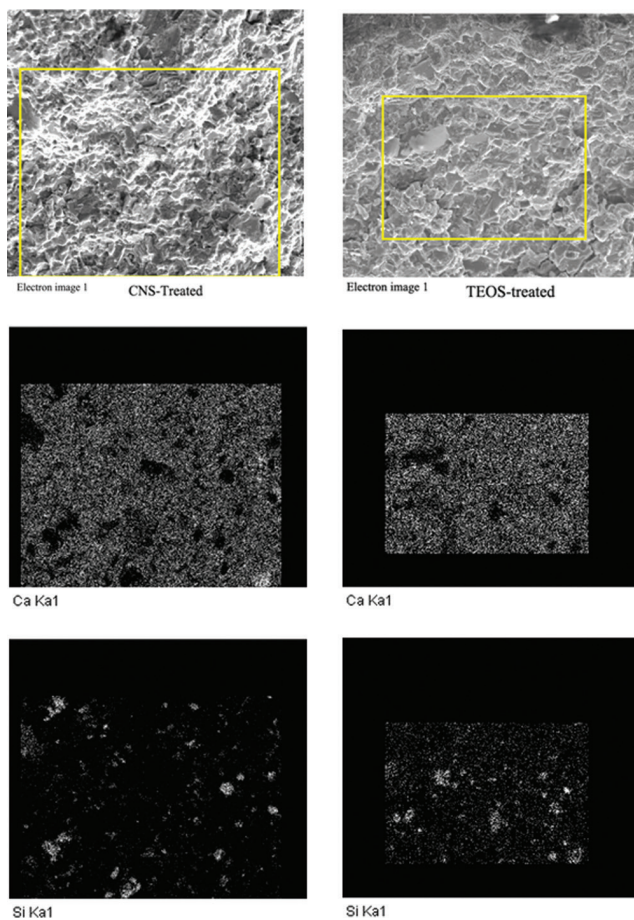 Electron image 1
CNS-Treated
Electron image 1
TEOS-treated
Ca Ka1
Ca Ka1
Si Ka1
Si Ka1